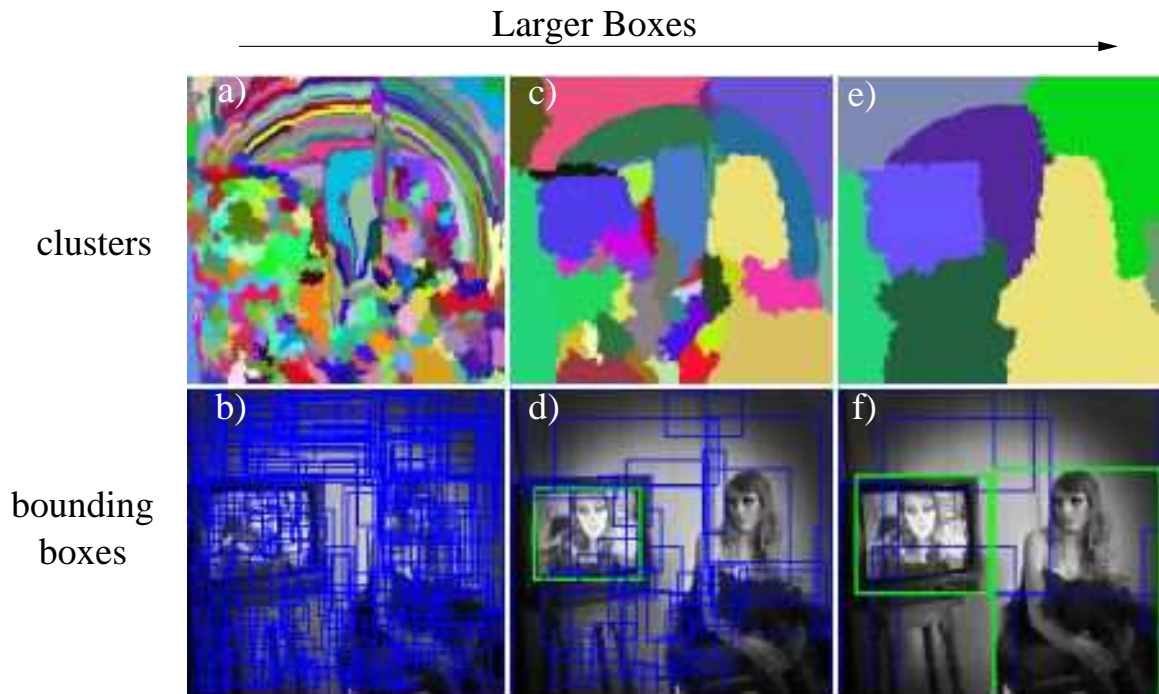 Larger Boxes
a)
c)
e)
clusters
b)
d)
f)
bounding
boxes